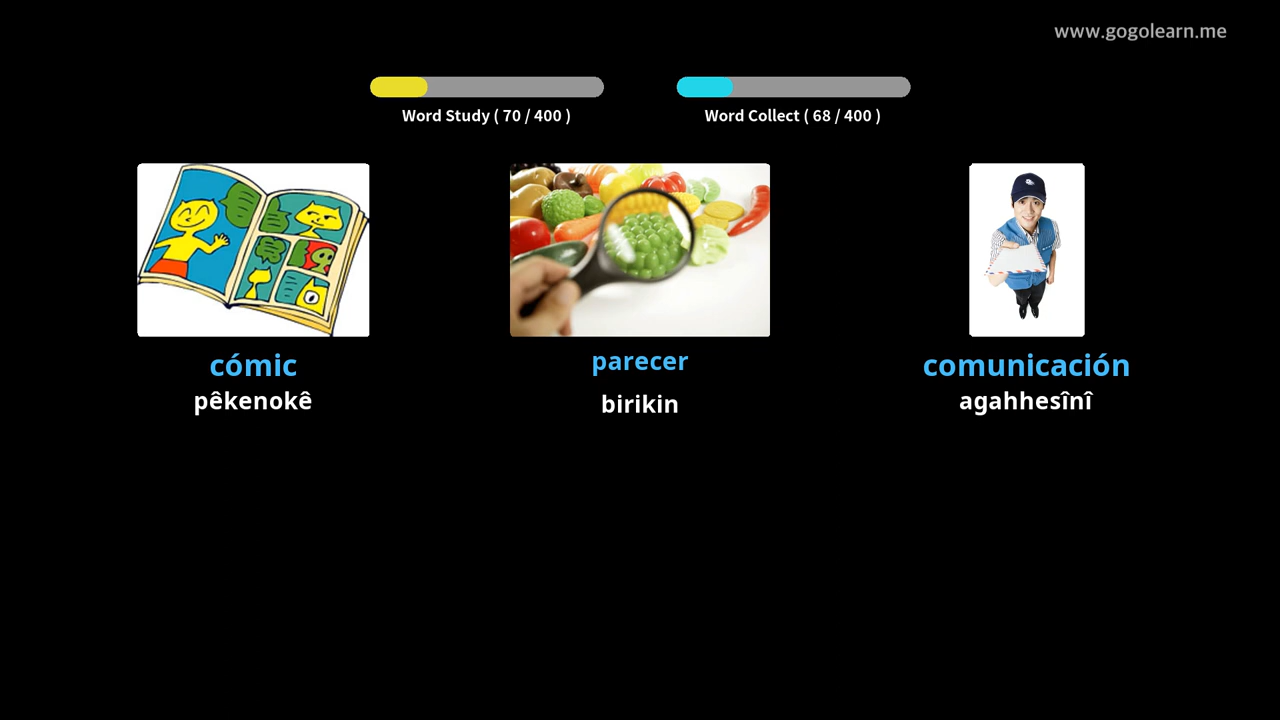 www.gogolearn.me
Word Study ( 70 / 400 )
Word Collect ( 68 / 400 )
cómic
pêkenokê
parecer
birikin
comunicación
agahhesînî